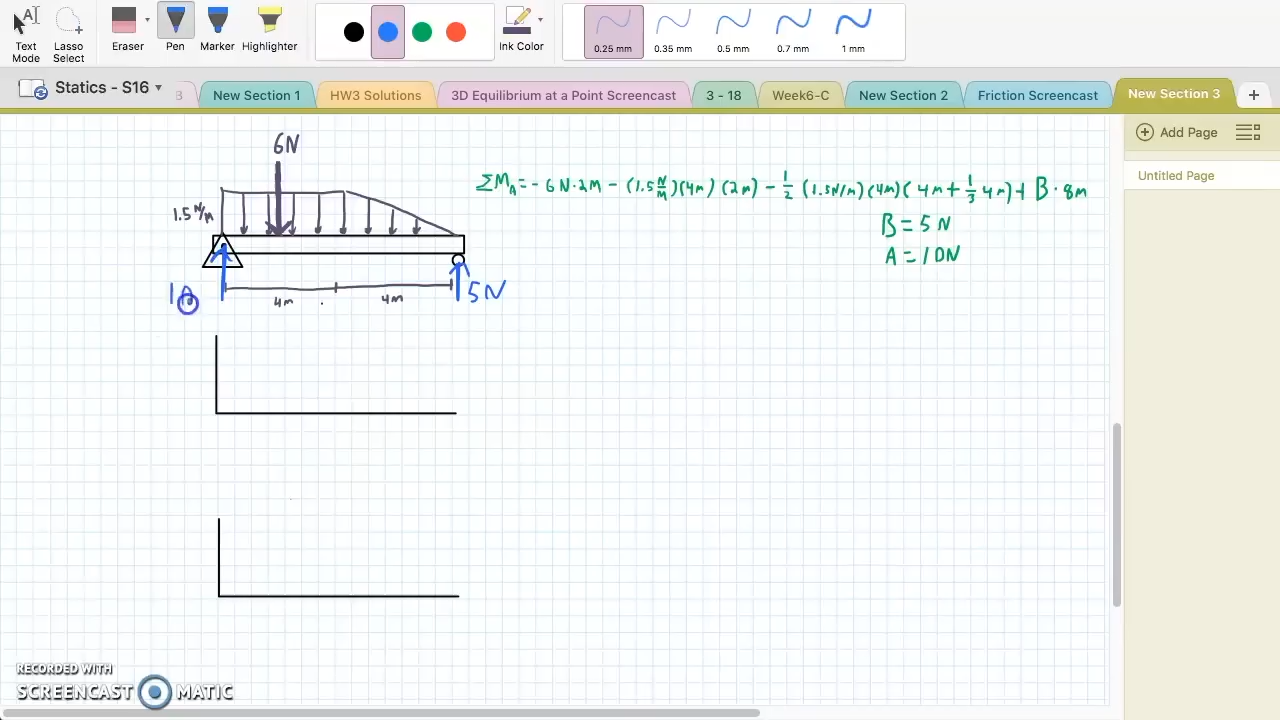 Text Mode
Lasso Select
Eraser
Pen
Marker
Highlighter
Ink Color
0.25 mm
0.35 mm
0.5 mm
0.7 mm
1 mm
Statics - S16
New Section 1
HW3 Solutions
3D Equilibrium at a Point Screencast
3 - 18
Week6-C
New Section 2
Friction Screencast
New Section 3
Add Page
Untitled Page
6N
1.5 N/m
ΣM_A = - 6 N·2m - (1.5 N/m)(4m)(2m) - 1/2 (1.5N/m)(4m)(4m + 1/3 4m) + B·8m
B = 5 N
A = 10N
5N
4m
4m
RECORDED WITH
SCREENCAST MATIC